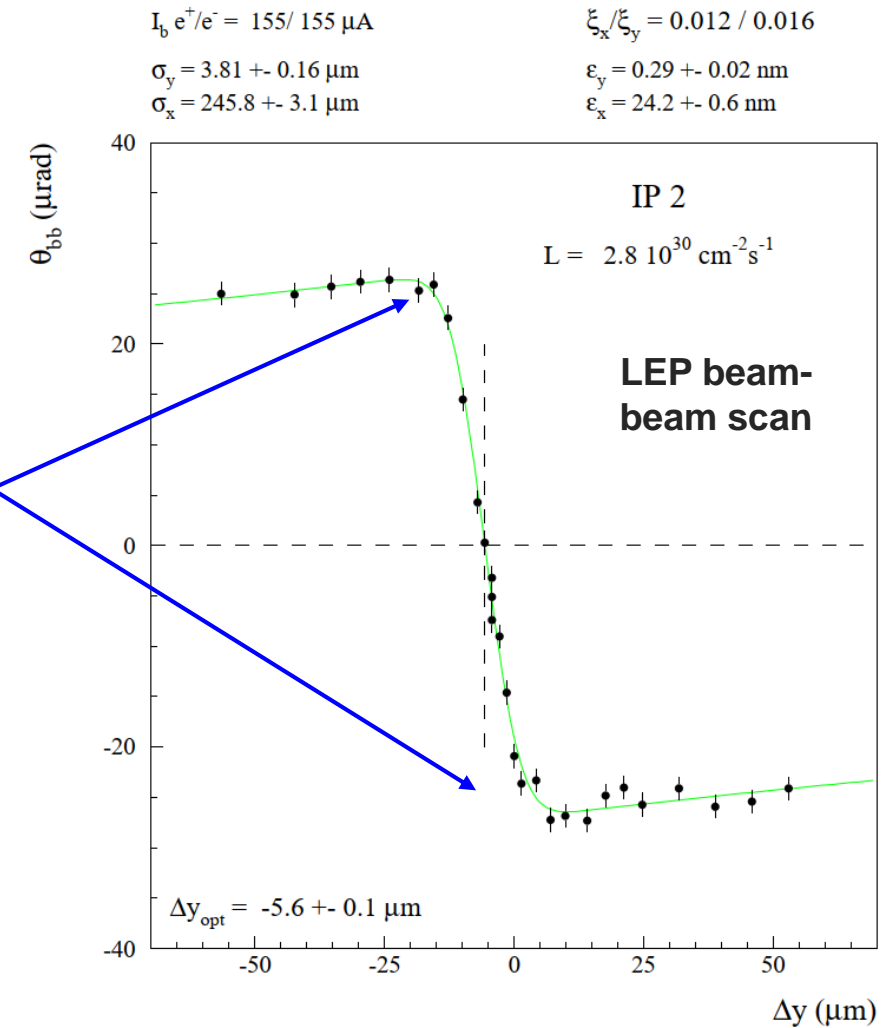 I_b e⁺/e⁻ = 155/ 155 μA
ξ_x/ξ_y = 0.012 / 0.016
σ_y = 3.81 +- 0.16 μm
ε_y = 0.29 +- 0.02 nm
σ_x = 245.8 +- 3.1 μm
ε_x = 24.2 +- 0.6 nm
θ_bb (μrad)
40
IP 2
L = 2.8 10³⁰ cm⁻²s⁻¹
20
LEP beam-
beam scan
0
-20
Δy_opt = -5.6 +- 0.1 μm
-40
-50 -25 0 25 50
Δy (μm)